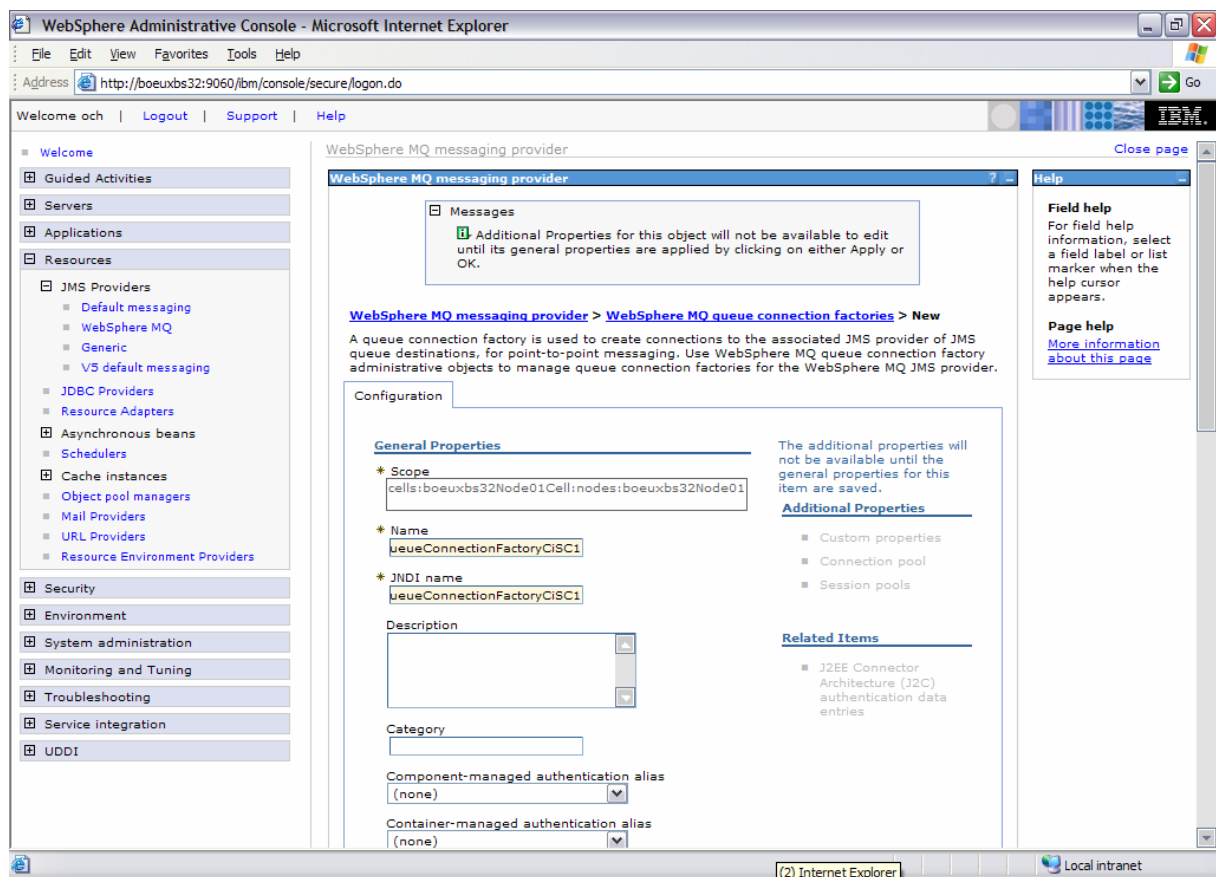 WebSphere Administrative Console - Microsoft Internet Explorer
File Edit View Favorites Tools Help
Address http://boeuxbs32:9060/ibm/console/secure/logon.do Go
Welcome och | Logout | Support | Help
IBM.
Welcome
Guided Activities
Servers
Applications
Resources
JMS Providers
Default messaging
WebSphere MQ
Generic
V5 default messaging
JDBC Providers
Resource Adapters
Asynchronous beans
Schedulers
Cache instances
Object pool managers
Mail Providers
URL Providers
Resource Environment Providers
Security
Environment
System administration
Monitoring and Tuning
Troubleshooting
Service integration
UDDI
WebSphere MQ messaging provider
Close page
WebSphere MQ messaging provider ? -
Messages
Additional Properties for this object will not be available to edit
until its general properties are applied by clicking on either Apply or
OK.
WebSphere MQ messaging provider > WebSphere MQ queue connection factories > New
A queue connection factory is used to create connections to the associated JMS provider of JMS
queue destinations, for point-to-point messaging. Use WebSphere MQ queue connection factory
administrative objects to manage queue connection factories for the WebSphere MQ JMS provider.
Configuration
General Properties
* Scope
cells:boeuxbs32Node01Cell:nodes:boeuxbs32Node01
* Name
ueueConnectionFactoryCiSC1
* JNDI name
ueueConnectionFactoryCiSC1
Description
Category
Component-managed authentication alias
(none)
Container-managed authentication alias
(none)
The additional properties will
not be available until the
general properties for this
item are saved.
Additional Properties
Custom properties
Connection pool
Session pools
Related Items
J2EE Connector
Architecture (J2C)
authentication data
entries
Help -
Field help
For field help
information, select
a field label or list
marker when the
help cursor
appears.
Page help
More information
about this page
(2) Internet Explorer
Local intranet